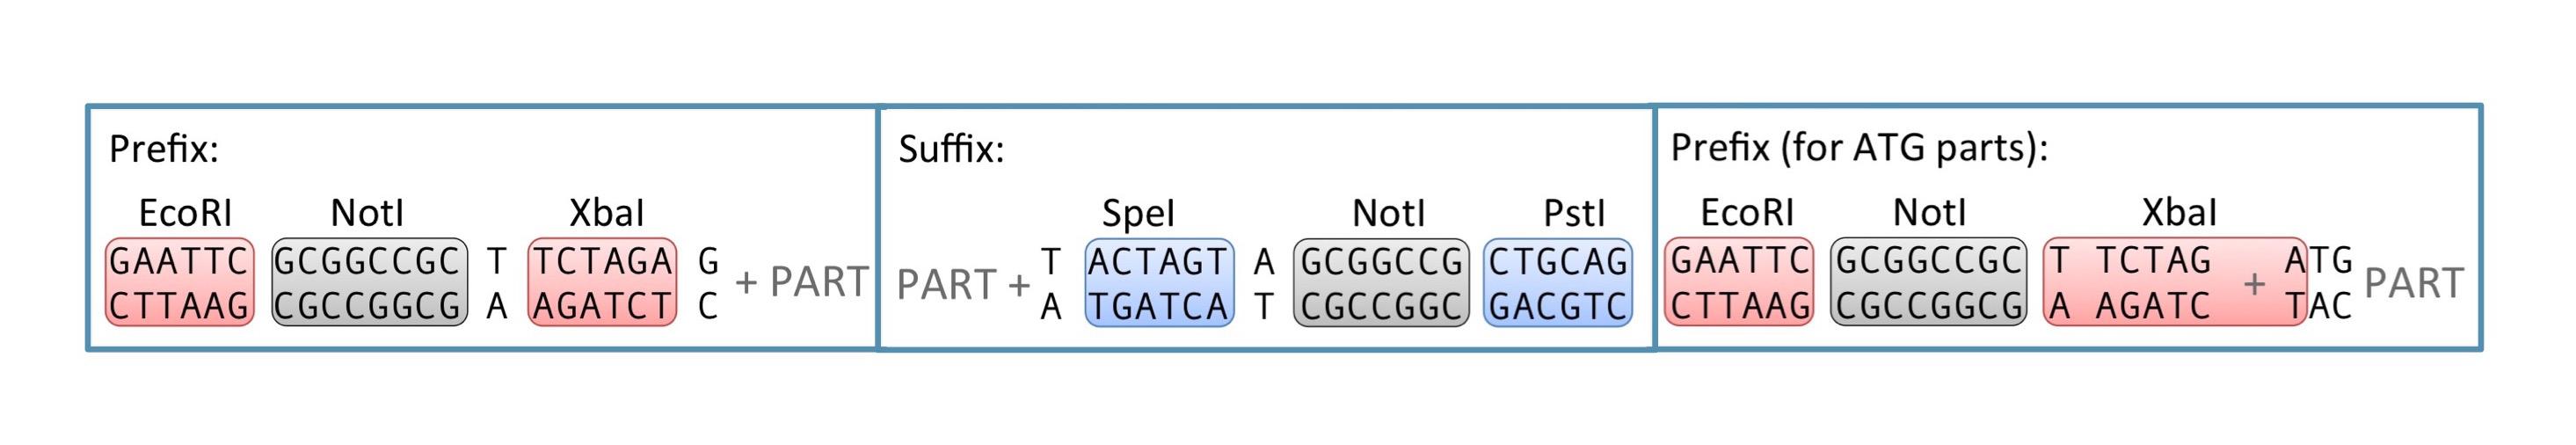 Prefix:
EcoRI NotI XbaI
GAATTC GCGGCCGC T TCTAGA G
CTTAAG CGCCGGCG A AGATCT C
+ PART
Suffix:
SpeI NotI PstI
PART +
T ACTAGT A GCGGCCG CTGCAG
A TGATCA T CGCCGGC GACGTC
Prefix (for ATG parts):
EcoRI NotI XbaI
GAATTC GCGGCCGC T TCTAG ATG
CTTAAG CGCCGGCG A AGATC TAC
+ PART